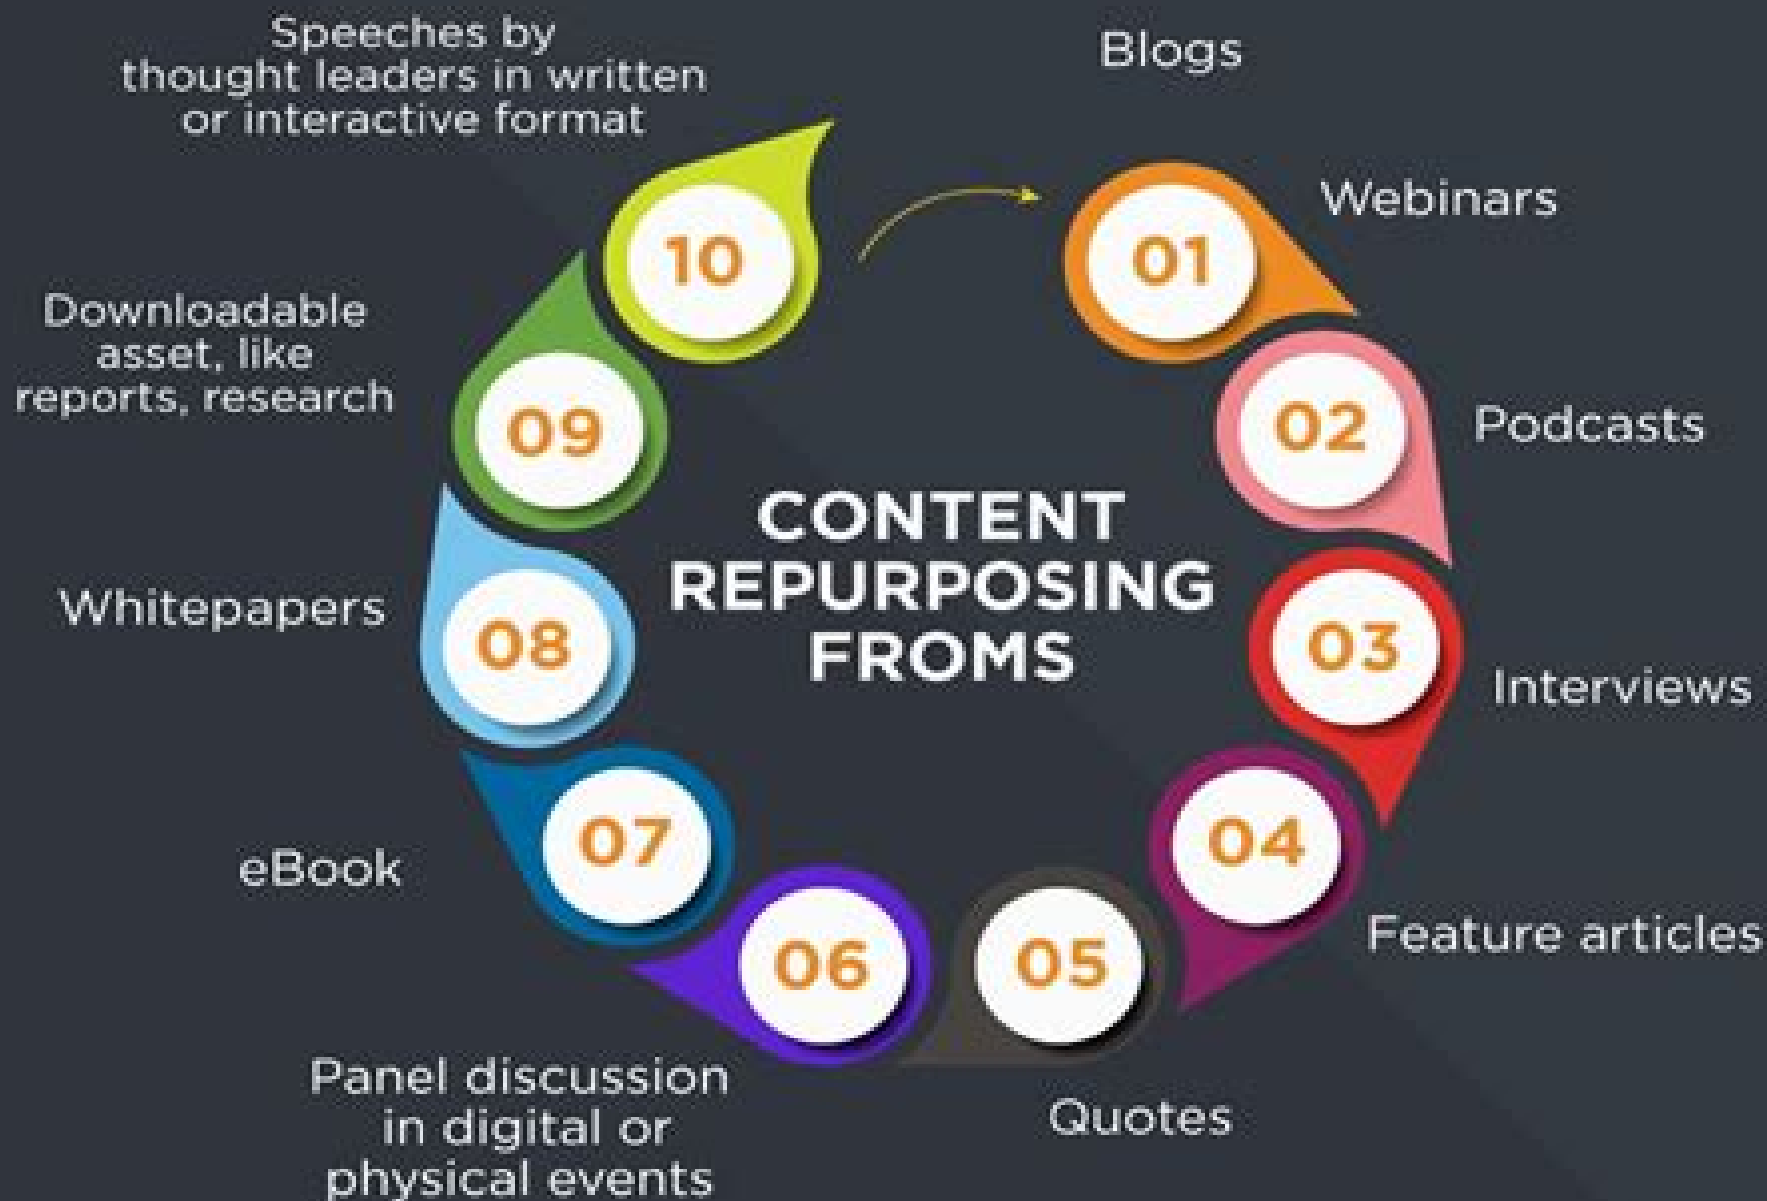 Speeches by
thought leaders in written
or interactive format
Blogs
10
01
Webinars
Downloadable
asset, like
reports, research
09
02
Podcasts
CONTENT
REPURPOSING
FROMS
Whitepapers
08
03
Interviews
07
04
eBook
06
05
Feature articles
Panel discussion
in digital or
physical events
Quotes